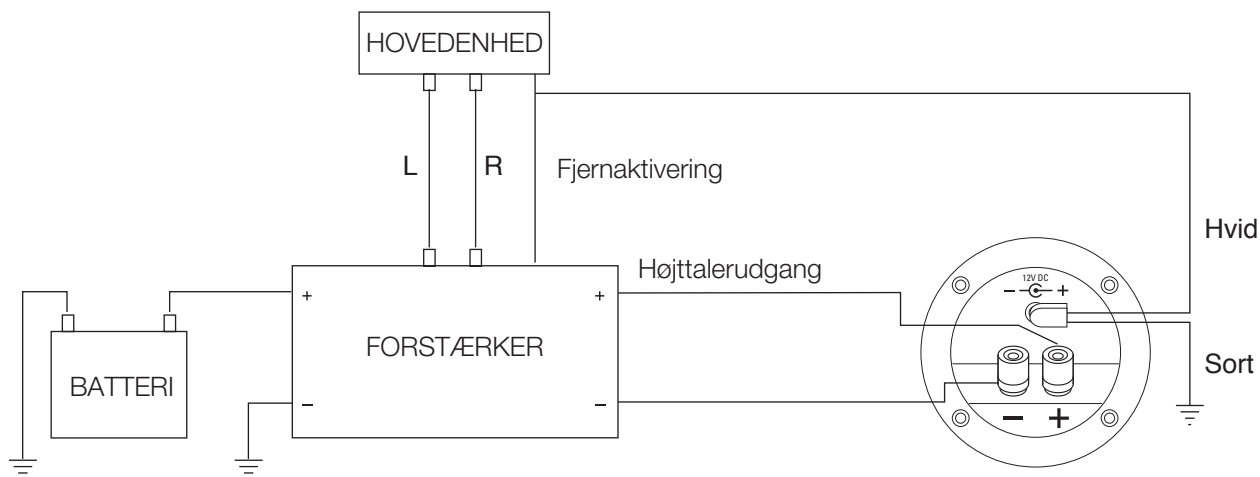 HOVEDENHED
L
R
Fjernaktivering
Hvid
Højttalerudgang
12V DC
− +
+
+
FORSTÆRKER
BATTERI
Sort
−
−
− +